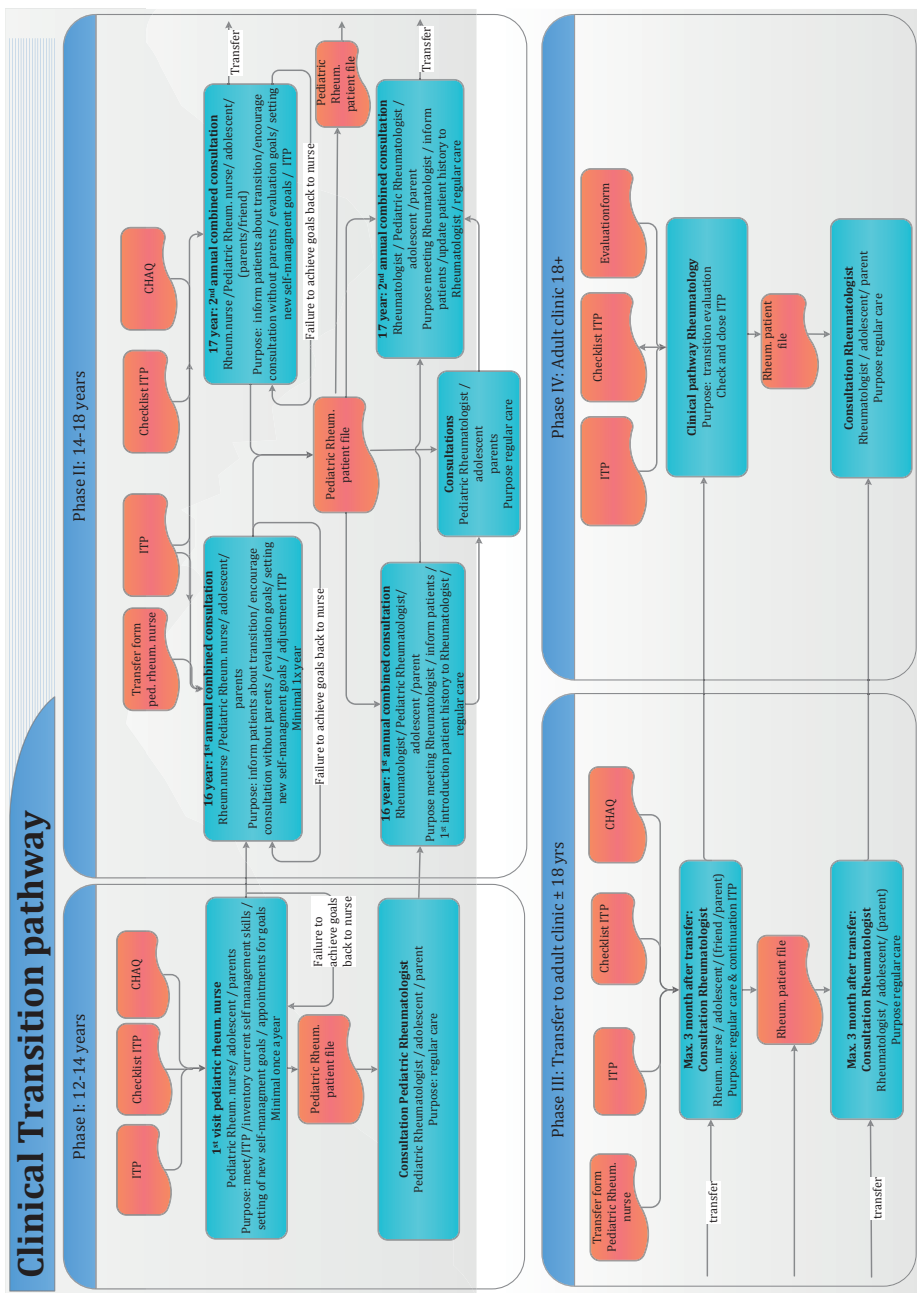 Clinical Transition pathway
Phase I: 12-14 years
ITP
Checklist ITP
CHAQ
1st visit pediatric rheum. nurse
Pediatric Rheum. nurse/ adolescent / parents
Purpose: meet/ITP /inventory current self management skills /
setting of new self-managment goals / appointments for goals
Minimal once a year
Failure to
achieve goals
back to nurse
Pediatric Rheum.
patient file
Consultation Pediatric Rheumatologist
Pediatric Rheumatologist / adolescent /parent
Purpose: regular care
Phase II: 14-18 years
Transfer form
ped. rheum. nurse
ITP
Checklist ITP
CHAQ
16 year: 1st annual combined consultation
Rheum.nurse /Pediatric Rheum. nurse/ adolescent/
parents
Purpose: inform patients about transition/ encourage
consultation without parents / evaluation goals/ setting
new self-managment goals / adjustment ITP
Minimal 1x year
Failure to achieve goals back to nurse
17 year: 2nd annual combined consultation
Rheum.nurse /Pediatric Rheum. nurse/ adolescent/
(parents/friend)
Purpose: inform patients about transition/encourage
consultation without parents / evaluation goals/ setting
new self-managment goals / ITP
Failure to achieve goals back to nurse
Transfer
Pediatric Rheum.
patient file
Pediatric
Rheum.
patient file
16 year: 1st annual combined consultation
Rheumatologist/ Pediatric Rheumatologist/
adolescent /parent
Purpose meeting Rheumatologist / inform patients /
1st introduction patient history to Rheumatologist /
regular care
17 year: 2nd annual combined consultation
Rheumatologist / Pediatric Rheumatologist /
adolescent /parent
Purpose meeting Rheumatologist / inform
patients /update patient history to
Rheumatologist / regular care
Transfer
Consultations
Pediatric Rheumatologist /
adolescent
parents
Purpose regular care
Phase III: Transfer to adult clinic ± 18 yrs
Transfer form
Pediatric Rheum.
nurse
ITP
Checklist ITP
CHAQ
transfer
Max. 3 month after transfer:
Consultation Rheumatologist
Rheum. nurse / adolescent/ (friend /parent)
Purpose: regular care & continuation ITP
Rheum. patient file
transfer
Max. 3 month after transfer:
Consultation Rheumatologist
Rheumatologist / adolescent/ (parent)
Purpose regular care
Phase IV: Adult clinic 18+
ITP
Checklist ITP
Evaluationform
Clinical pathway Rheumatology
Purpose: transition evaluation
Check and close ITP
Rheum. patient
file
Consultation Rheumatologist
Rheumatologist / adolescent/ parent
Purpose regular care